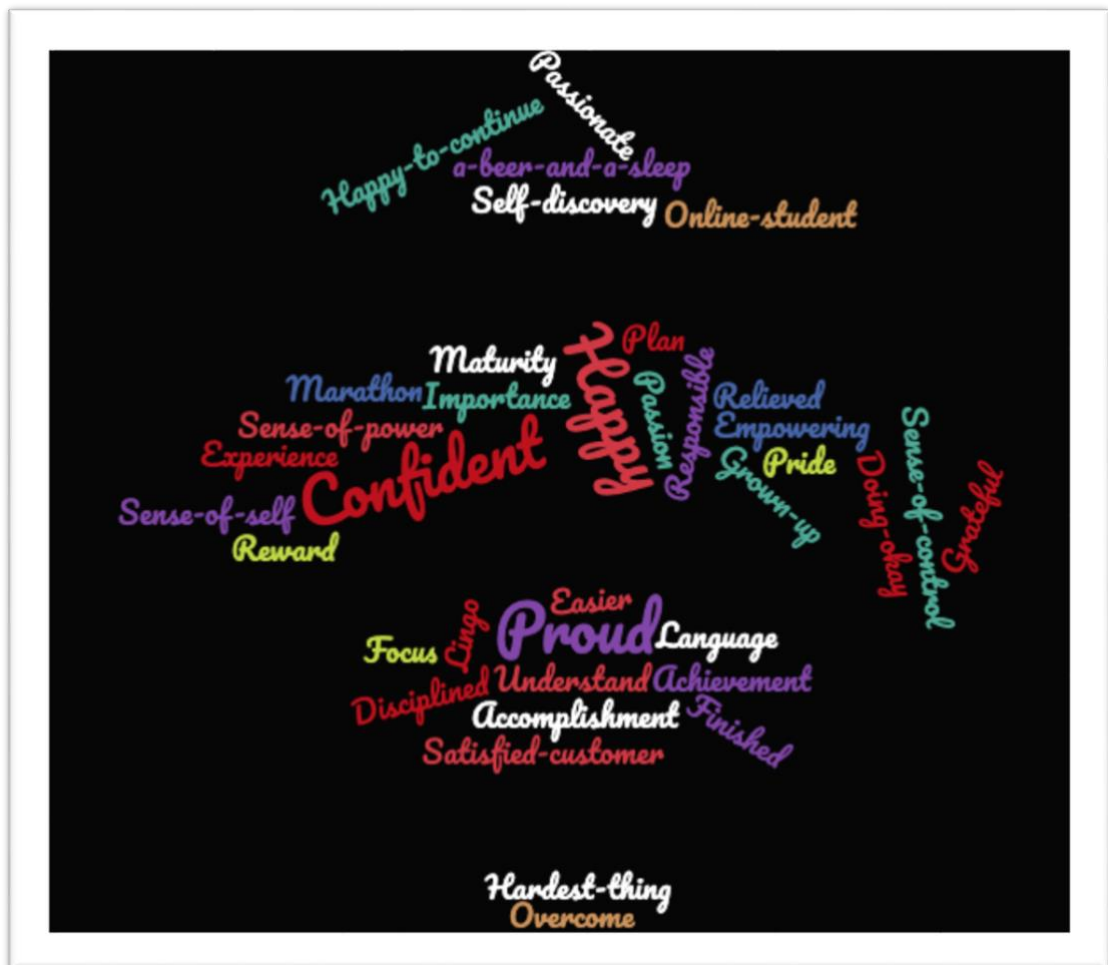 Passionate
Happy-to-continue
a-beer-and-a-sleep
Self-discovery
Online-student
Happy
Plan
Maturity
Passion
Responsible
Marathon
Importance
Relieved
Sense-of-power
Empowering
Experience
Confident
Grown-up
Pride
Sense-of-control
Doing-okay
Grateful
Sense-of-self
Reward
Easier
Lingo
Proud
Language
Focus
Disciplined
Understand
Achievement
Accomplishment
Finished
Satisfied-customer
Hardest-thing
Overcome